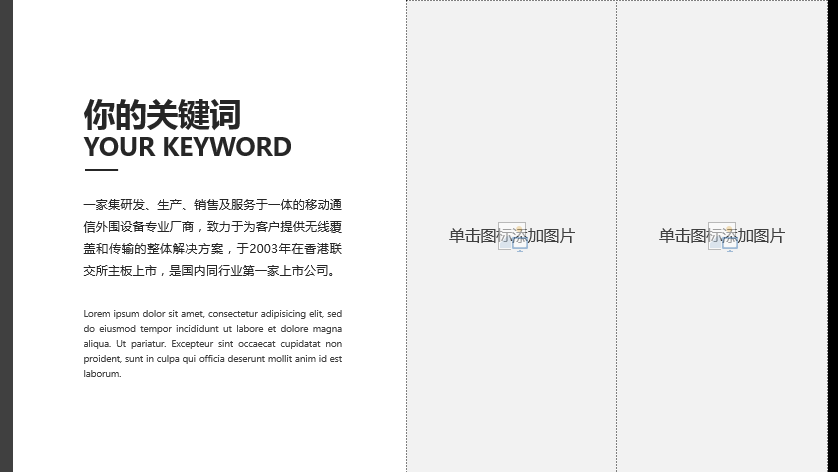 你的关键词
YOUR KEYWORD
一家集研发、生产、销售及服务于一体的移动通
信外围设备专业厂商，致力于为客户提供无线覆
盖和传输的整体解决方案，于2003年在香港联
交所主板上市，是国内同行业第一家上市公司。
Lorem ipsum dolor sit amet, consectetur adipisicing elit, sed
do eiusmod tempor incididunt ut labore et dolore magna
aliqua. Ut pariatur. Excepteur sint occaecat cupidatat non
proident, sunt in culpa qui officia deserunt mollit anim id est
laborum.
单击图标添加图片
单击图标添加图片